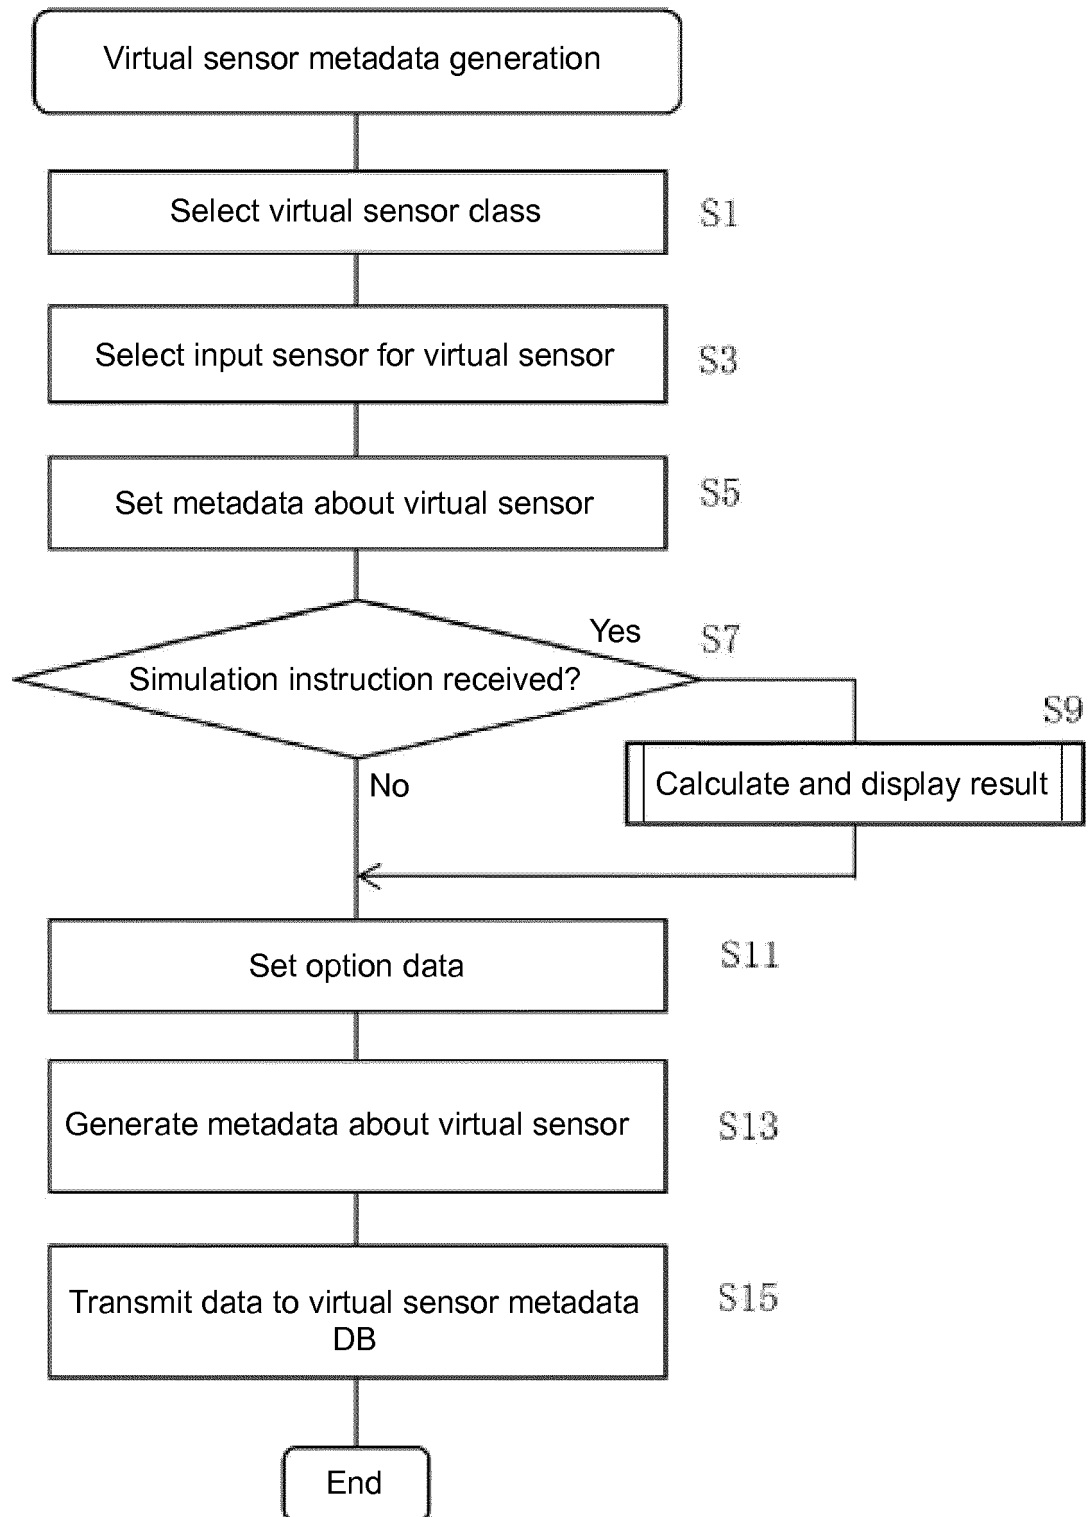 Virtual sensor metadata generation
Select virtual sensor class
S1
Select input sensor for virtual sensor
S3
Set metadata about virtual sensor
S5
Yes
S7
Simulation instruction received?
S9
No
Calculate and display result
Set option data
S11
Generate metadata about virtual sensor
S13
Transmit data to virtual sensor metadata
DB
S15
End